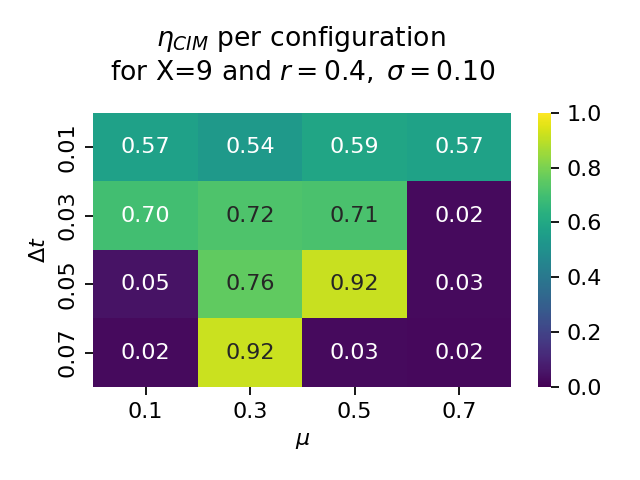 η_CIM per configuration
for X=9 and r = 0.4, σ = 0.10
0.01 0.57 0.54 0.59 0.57
0.03 0.70 0.72 0.71 0.02
0.05 0.05 0.76 0.92 0.03
0.07 0.02 0.92 0.03 0.02
0.1 0.3 0.5 0.7
μ
Δt
1.0
0.8
0.6
0.4
0.2
0.0